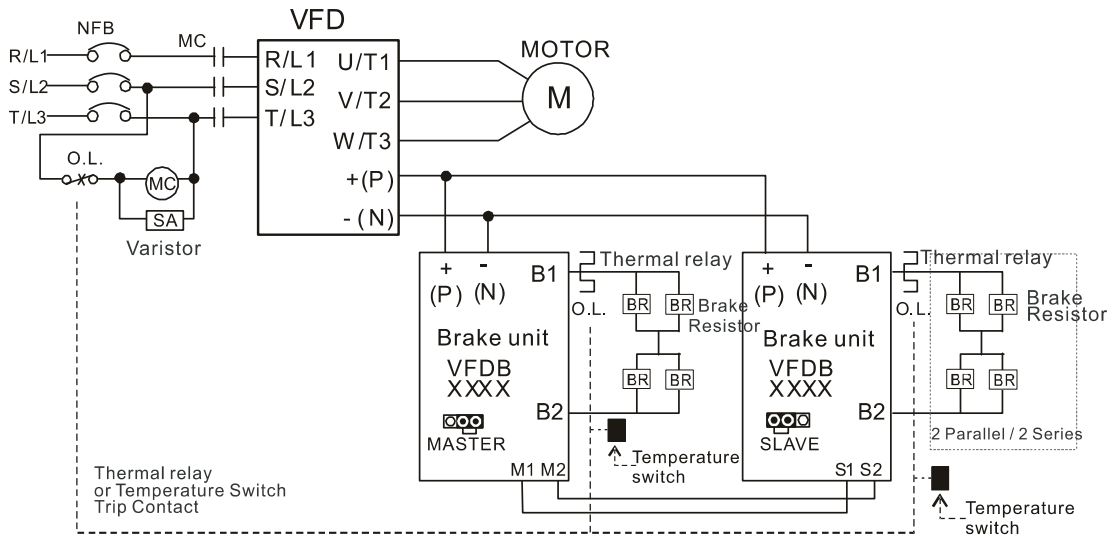 VFD
MOTOR
NFB
MC
R/L1
S/L2
T/L3
R/L1
S/L2
T/L3
U/T1
V/T2
W/T3
+(P)
-(N)
M
O.L.
MC
SA
Varistor
+
(P)
-
(N)
B1
Brake unit
VFDB
XXXX
B2
MASTER
M1 M2
Thermal relay
O.L.
BR
BR
BR
BR
Brake
Resistor
Temperature
switch
+
(P)
-
(N)
B1
Brake unit
VFDB
XXXX
B2
SLAVE
S1 S2
Thermal relay
O.L.
BR
BR
BR
BR
Brake
Resistor
2 Parallel / 2 Series
Temperature
switch
Thermal relay
or Temperature Switch
Trip Contact